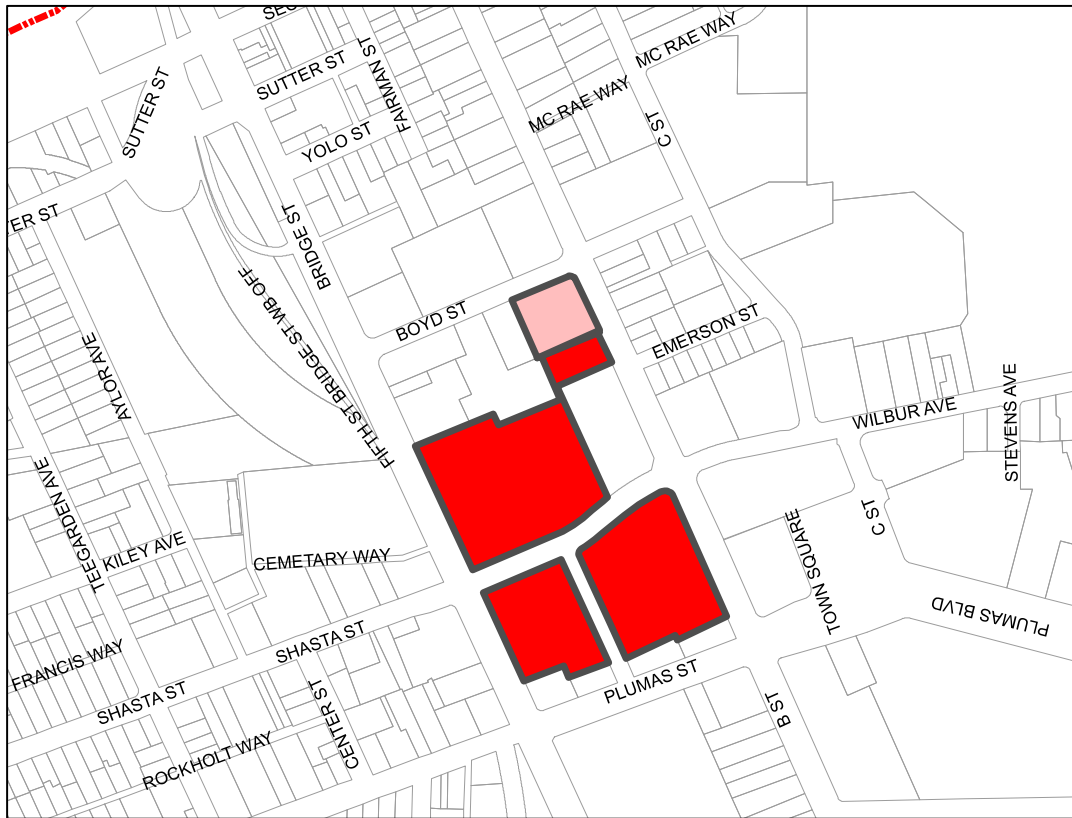 SEC
MC RAE WAY
SUTTER ST
FAIRMAN ST
SUTTER ST
MC RAE WAY
YOLO ST
C ST
TER ST
BRIDGE ST
FIFTH ST BRIDGE ST WB OFF
BOYD ST
EMERSON ST
AYLOR AVE
WILBUR AVE
STEVENS AVE
TEEGARDEN AVE
KILEY AVE
CEMETARY WAY
C ST
TOWN SQUARE
PLUMAS BLVD
FRANCIS WAY
SHASTA ST
SHASTA ST
PLUMAS ST
CENTER ST
B ST
ROCKHOLT WAY